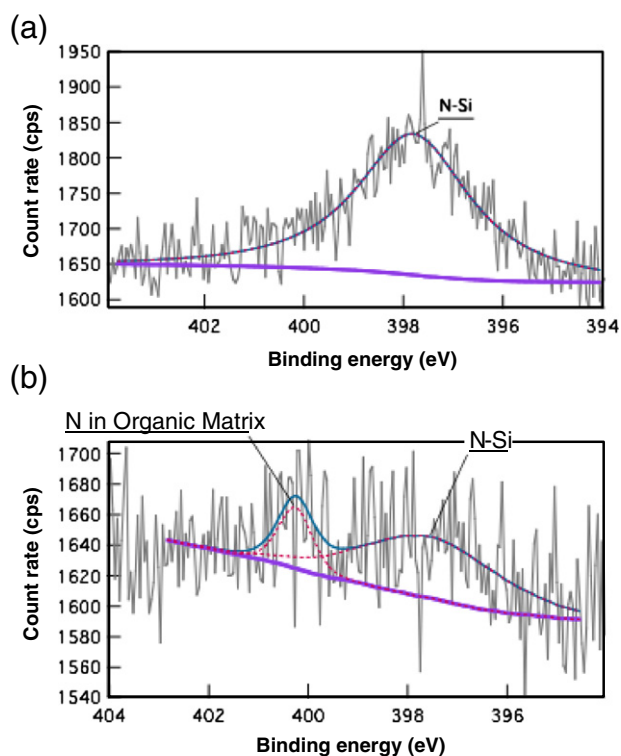 (a)
1950
1900
1850
1800
1750
1700
1650
1600
Count rate (cps)
N-Si
402 400 398 396 394
Binding energy (eV)
(b)
N in Organic Matrix
N-Si
1700
1680
1660
1640
1620
1600
1580
1560
1540
Count rate (cps)
404 402 400 398 396
Binding energy (eV)